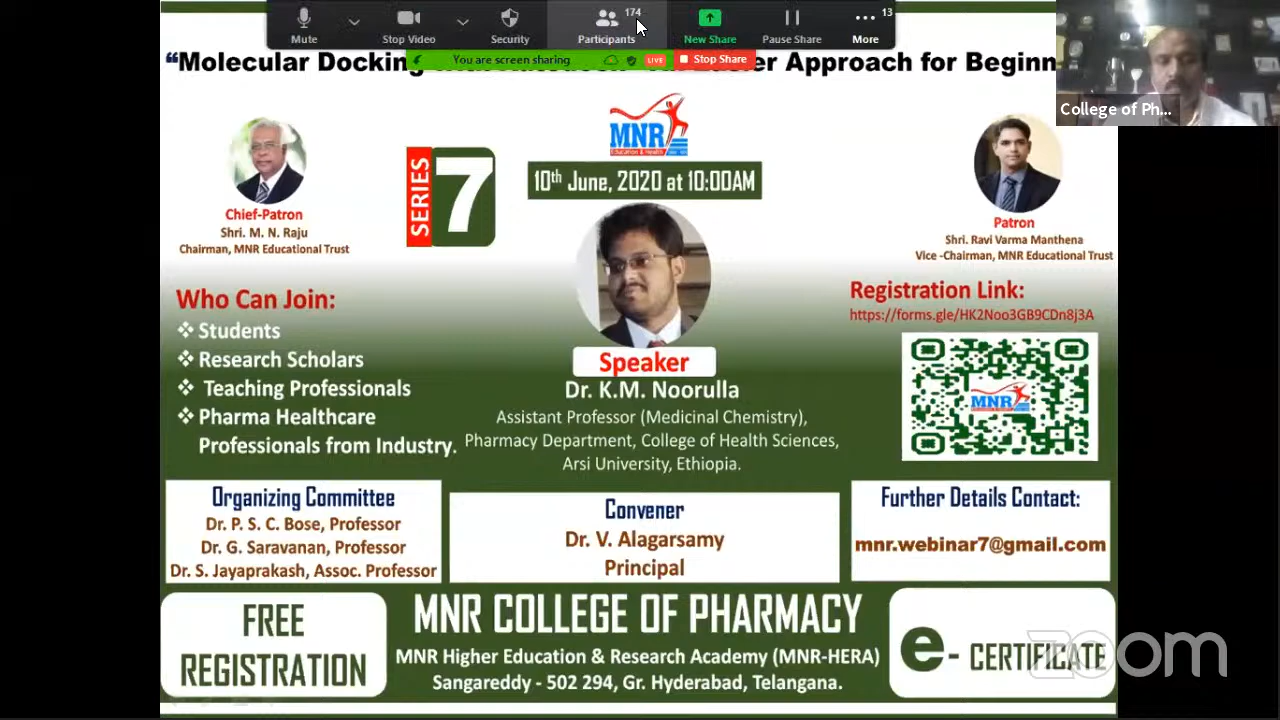 174
13
Mute
Stop Video
Security
Participants
New Share
Pause Share
More
You are screen sharing
LIVE
Stop Share
“Molecular Docking Approach for Beginn
College of Ph...
MNR
Education & Health
10th June, 2020 at 10:00AM
SERIES 7
Chief-Patron
Shri. M. N. Raju
Chairman, MNR Educational Trust
Patron
Shri. Ravi Varma Manthena
Vice -Chairman, MNR Educational Trust
Who Can Join:
❖ Students
❖ Research Scholars
❖ Teaching Professionals
❖ Pharma Healthcare
Professionals from Industry.
Speaker
Dr. K.M. Noorulla
Assistant Professor (Medicinal Chemistry),
Pharmacy Department, College of Health Sciences,
Arsi University, Ethiopia.
Registration Link:
https://forms.gle/HK2Noo3GB9CDn8j3A
MNR
Organizing Committee
Dr. P. S. C. Bose, Professor
Dr. G. Saravanan, Professor
Dr. S. Jayaprakash, Assoc. Professor
Convener
Dr. V. Alagarsamy
Principal
Further Details Contact:
mnr.webinar7@gmail.com
FREE
REGISTRATION
MNR COLLEGE OF PHARMACY
MNR Higher Education & Research Academy (MNR-HERA)
Sangareddy - 502 294, Gr. Hyderabad, Telangana.
e- CERTIFICATE
zoom